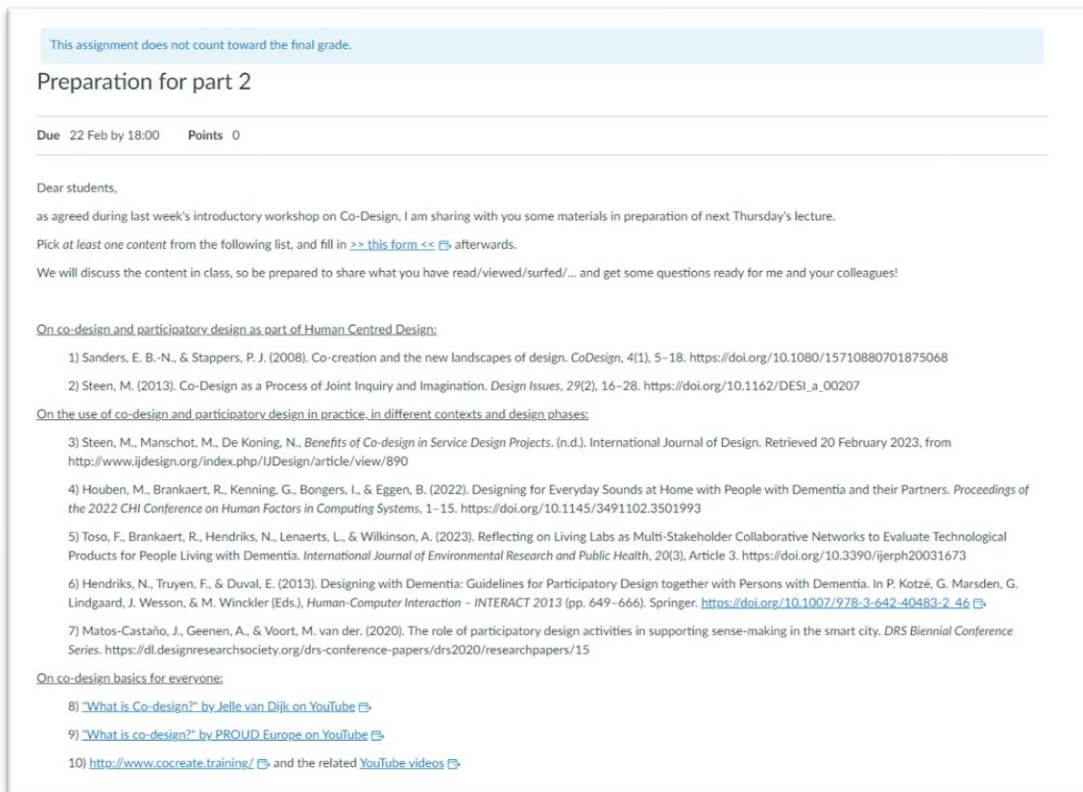 This assignment does not count toward the final grade.
Preparation for part 2
Due 22 Feb by 18:00 Points 0
Dear students,
as agreed during last week's introductory workshop on Co-Design, I am sharing with you some materials in preparation of next Thursday's lecture.
Pick at least one content from the following list, and fill in >> this form << afterwards.
We will discuss the content in class, so be prepared to share what you have read/viewed/surfed/... and get some questions ready for me and your colleagues!
On co-design and participatory design as part of Human Centred Design:
1) Sanders, E. B.-N., & Stappers, P. J. (2008). Co-creation and the new landscapes of design. CoDesign, 4(1), 5–18. https://doi.org/10.1080/15710880701875068
2) Steen, M. (2013). Co-Design as a Process of Joint Inquiry and Imagination. Design Issues, 29(2), 16–28. https://doi.org/10.1162/DESI_a_00207
On the use of co-design and participatory design in practice, in different contexts and design phases:
3) Steen, M., Manschot, M., De Koning, N., Benefits of Co-design in Service Design Projects. (n.d.). International Journal of Design. Retrieved 20 February 2023, from
http://www.ijdesign.org/index.php/IJDesign/article/view/890
4) Houben, M., Brankaert, R., Kenning, G., Bongers, I., & Eggen, B. (2022). Designing for Everyday Sounds at Home with People with Dementia and their Partners. Proceedings of
the 2022 CHI Conference on Human Factors in Computing Systems, 1–15. https://doi.org/10.1145/3491102.3501993
5) Toso, F., Brankaert, R., Hendriks, N., Lenaerts, L., & Wilkinson, A. (2023). Reflecting on Living Labs as Multi-Stakeholder Collaborative Networks to Evaluate Technological
Products for People Living with Dementia. International Journal of Environmental Research and Public Health, 20(3), Article 3. https://doi.org/10.3390/ijerph20031673
6) Hendriks, N., Truyen, F., & Duval, E. (2013). Designing with Dementia: Guidelines for Participatory Design together with Persons with Dementia. In P. Kotzé, G. Marsden, G.
Lindgaard, J. Wesson, & M. Winckler (Eds.), Human-Computer Interaction – INTERACT 2013 (pp. 649–666). Springer. https://doi.org/10.1007/978-3-642-40483-2_46
7) Matos-Castaño, J., Geenen, A., & Voort, M. van der. (2020). The role of participatory design activities in supporting sense-making in the smart city. DRS Biennial Conference
Series. https://dl.designresearchsociety.org/drs-conference-papers/drs2020/researchpapers/15
On co-design basics for everyone:
8) "What is Co-design?" by Jelle van Dijk on YouTube
9) "What is co-design?" by PROUD Europe on YouTube
10) http://www.cocreate.training/ and the related YouTube videos